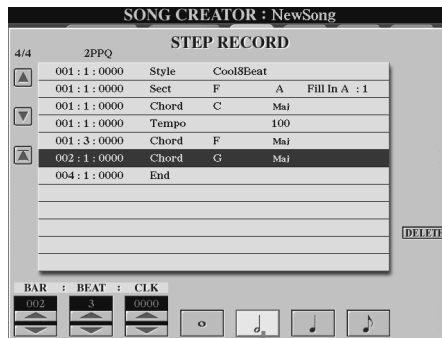 SONG CREATOR : NewSong
STEP RECORD
4/4 2PPQ
001 : 1 : 0000 Style Cool8Beat
001 : 1 : 0000 Sect F A Fill In A : 1
001 : 1 : 0000 Chord C Maj
001 : 1 : 0000 Tempo 100
001 : 3 : 0000 Chord F Maj
002 : 1 : 0000 Chord G Maj
004 : 1 : 0000 End
DELETE
BAR : BEAT : CLK
002 3 0000